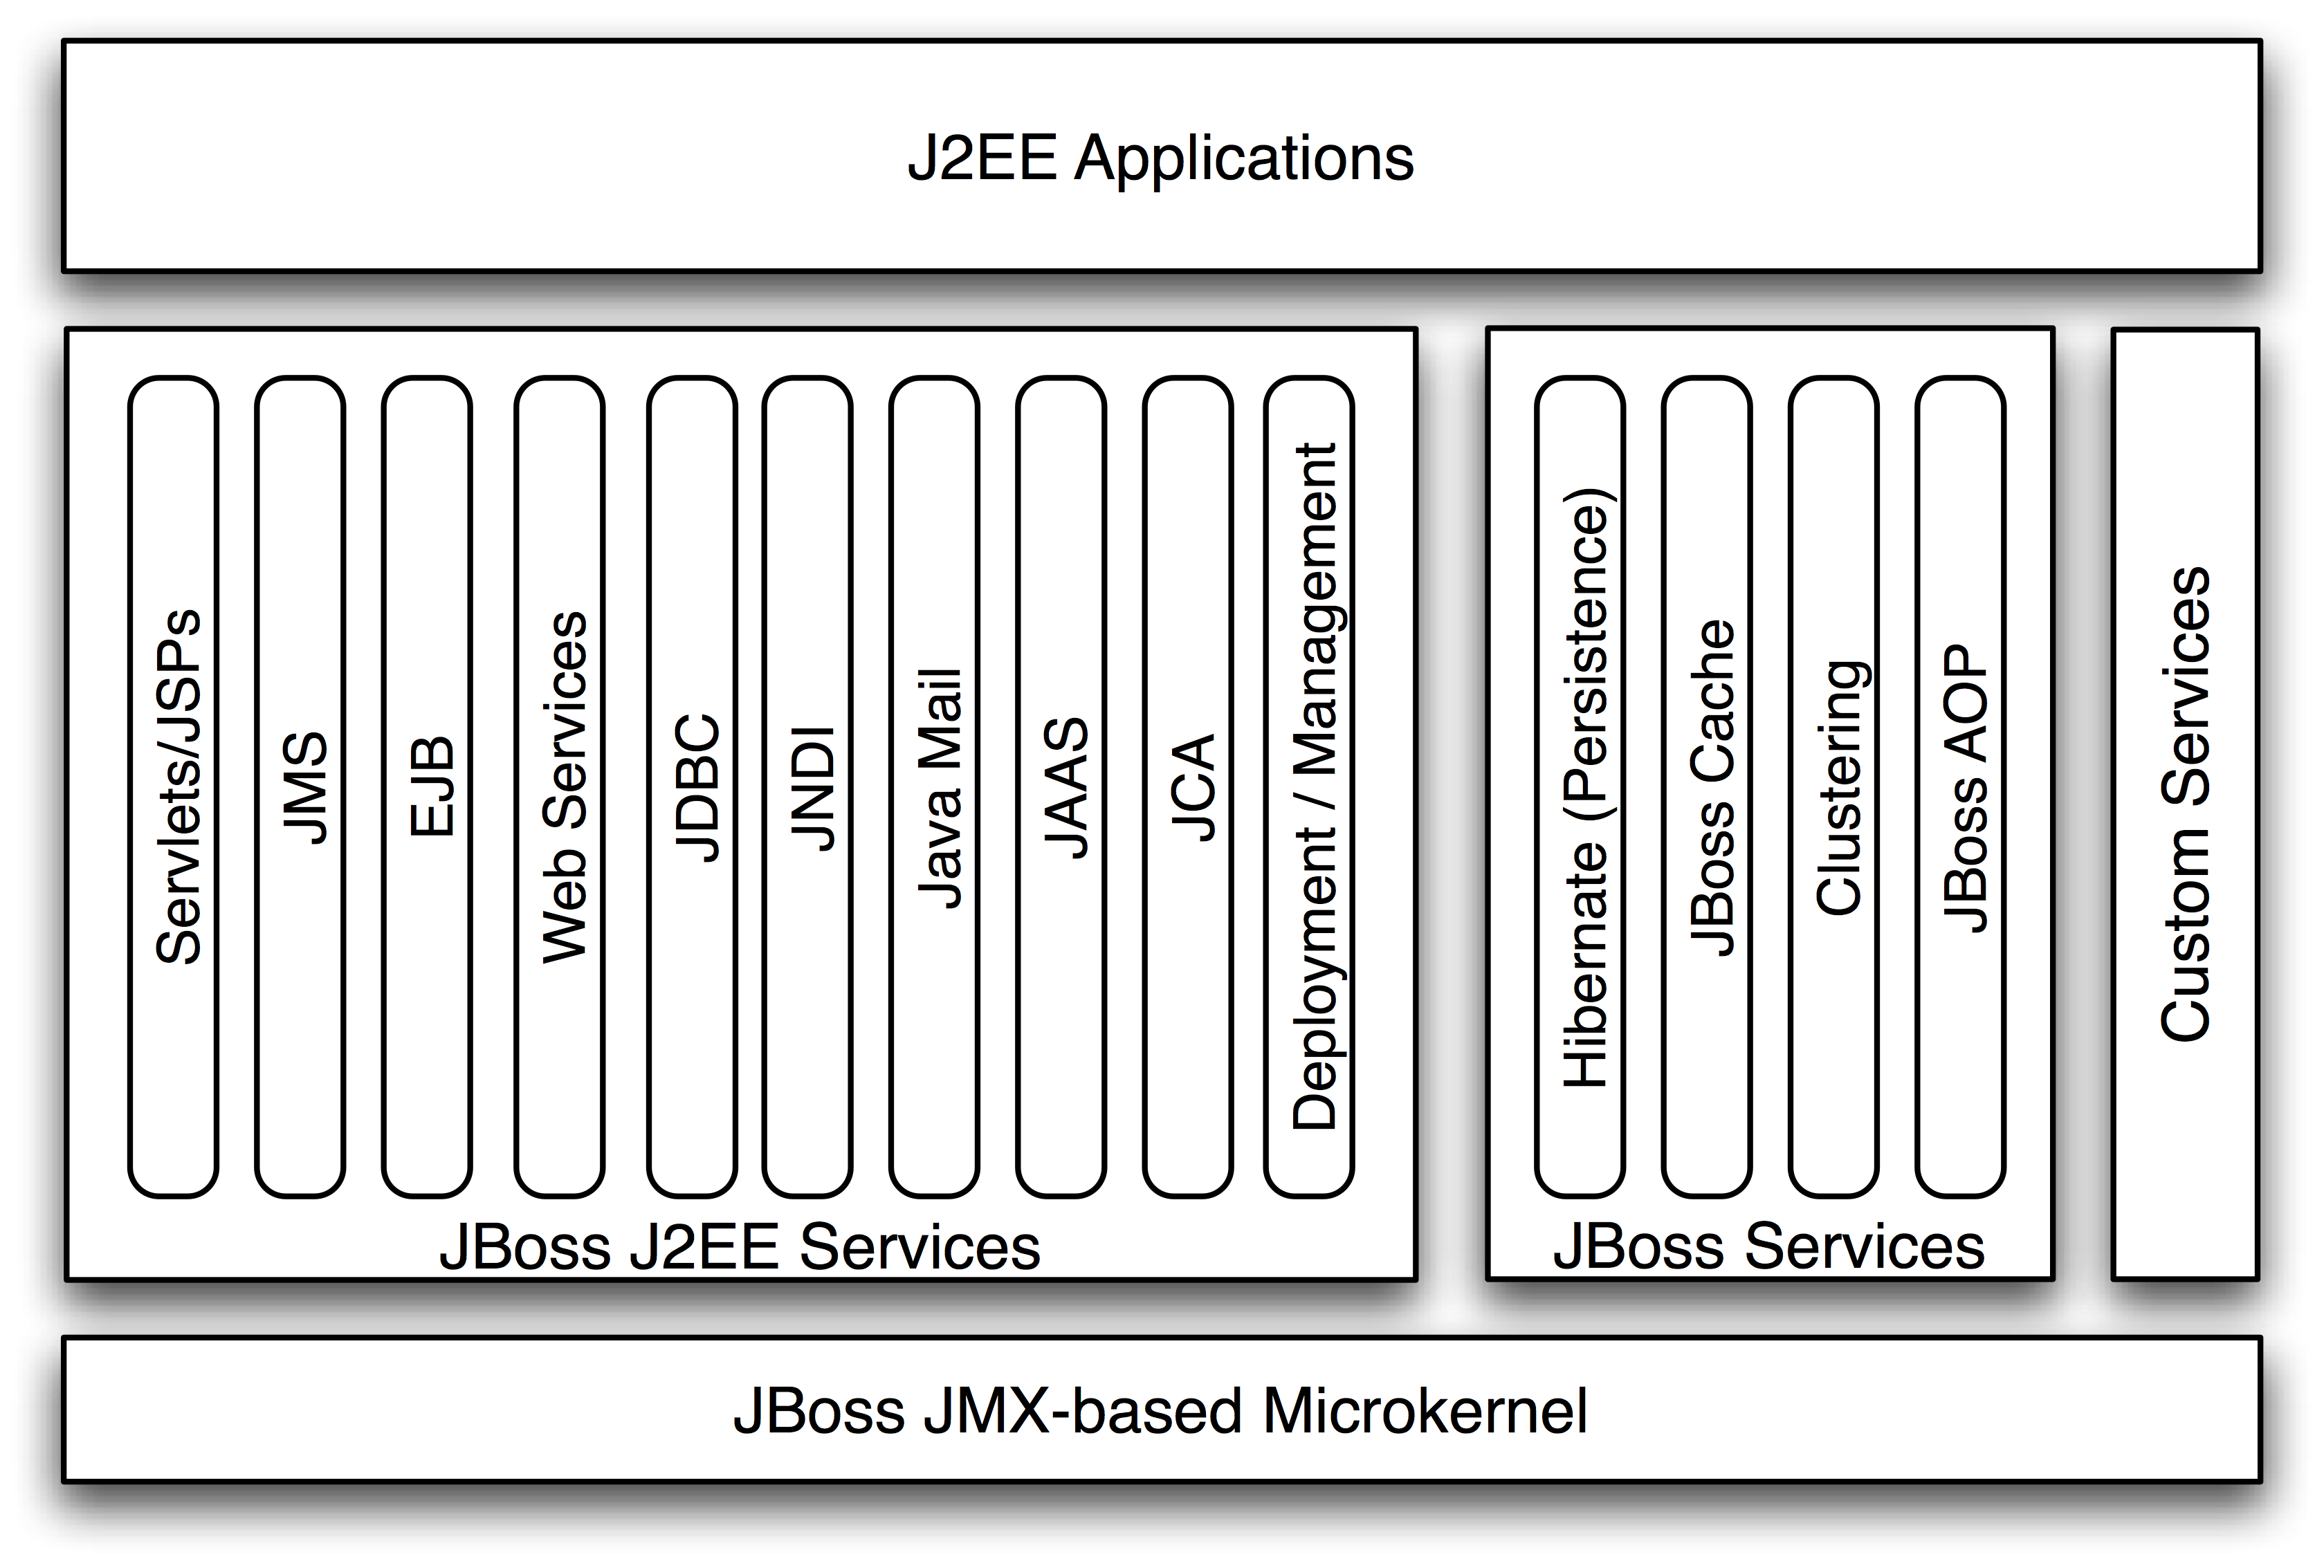 J2EE Applications
Servlets/JSPs
JMS
EJB
Web Services
JDBC
JNDI
Java Mail
JAAS
JCA
Deployment / Management
JBoss J2EE Services
Hibernate (Persistence)
JBoss Cache
Clustering
JBoss AOP
JBoss Services
Custom Services
JBoss JMX-based Microkernel